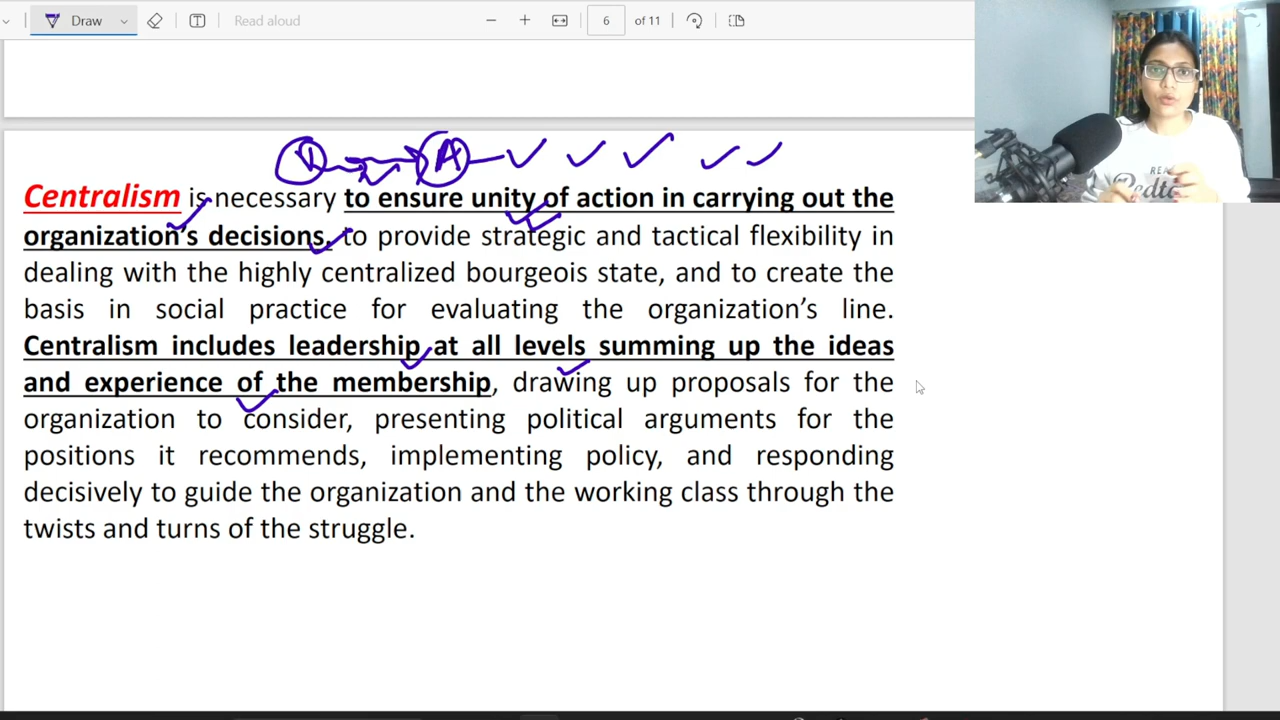 Draw
Read aloud
6 of 11
A
Centralism is necessary to ensure unity of action in carrying out the
organization's decisions, to provide strategic and tactical flexibility in
dealing with the highly centralized bourgeois state, and to create the
basis in social practice for evaluating the organization's line.
Centralism includes leadership at all levels summing up the ideas
and experience of the membership, drawing up proposals for the
organization to consider, presenting political arguments for the
positions it recommends, implementing policy, and responding
decisively to guide the organization and the working class through the
twists and turns of the struggle.